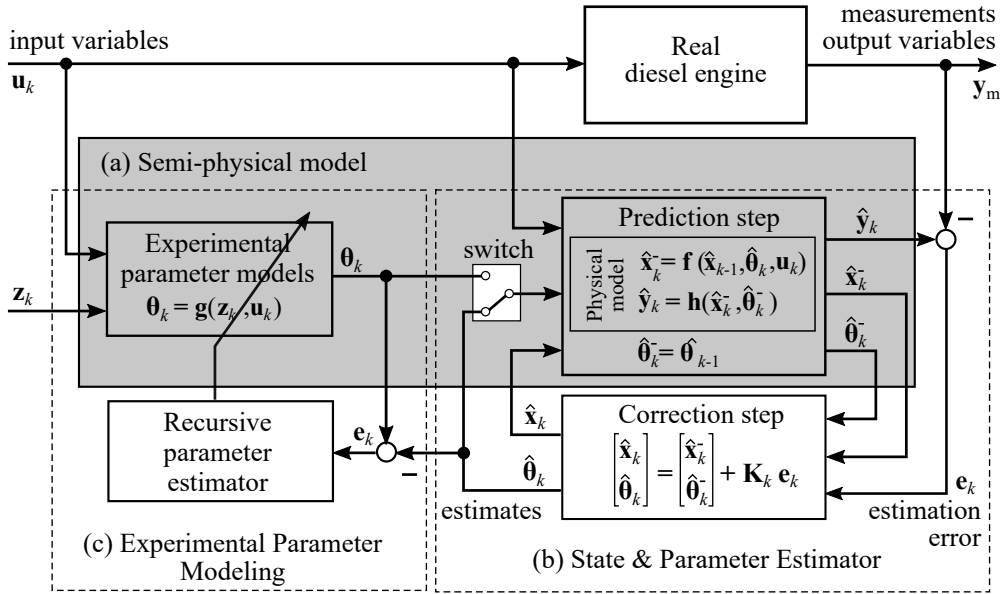 measurements
input variables
output variables
Real
diesel engine
u_k
y_m
(a) Semi-physical model
Experimental
parameter models
θ_k = g(z_k, u_k)
z_k
θ_k
switch
Prediction step
Physical
model
x̂⁻_k = f (x̂_{k-1}, θ̂_k, u_k)
ŷ_k = h(x̂⁻_k, θ̂⁻_k)
θ̂⁻_k = θ̂_{k-1}
ŷ_k
−
x̂⁻_k
θ̂⁻_k
Recursive
parameter
estimator
e_k
−
x̂_k
θ̂_k
estimates
Correction step
[x̂_k θ̂_k] = [x̂⁻_k θ̂⁻_k] + K_k e_k
e_k
estimation
error
(c) Experimental Parameter
Modeling
(b) State & Parameter Estimator